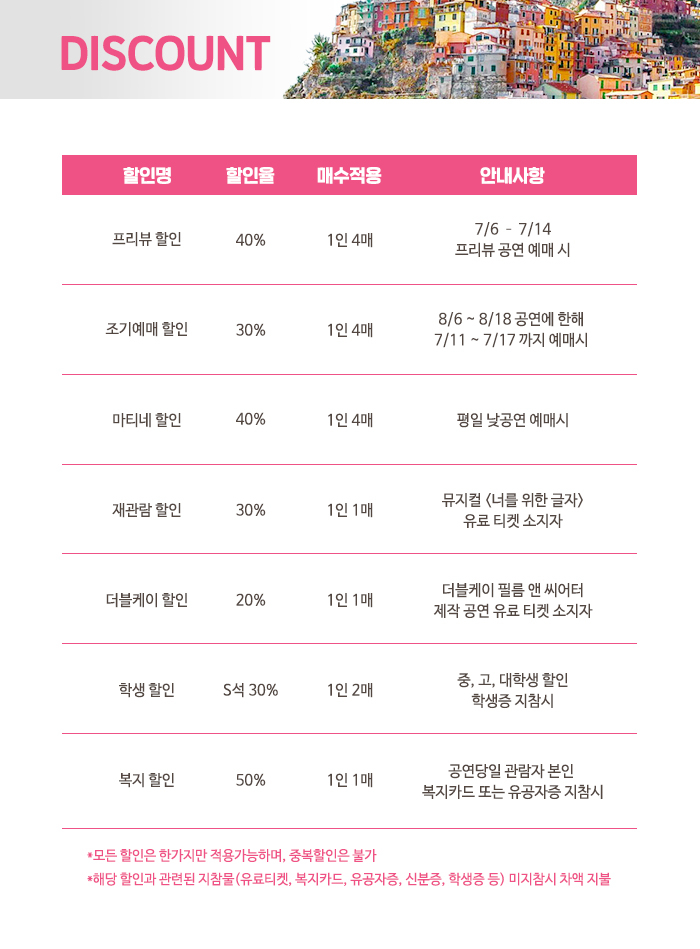 DISCOUNT
할인명 할인율 매수적용 안내사항
프리뷰 할인 40% 1인 4매 7/6 - 7/14
프리뷰 공연 예매 시
조기예매 할인 30% 1인 4매 8/6 ~ 8/18 공연에 한해
7/11 ~ 7/17 까지 예매시
마티네 할인 40% 1인 4매 평일 낮공연 예매시
재관람 할인 30% 1인 1매 뮤지컬 <너를 위한 글자>
유료 티켓 소지자
더블케이 할인 20% 1인 1매 더블케이 필름 앤 씨어터
제작 공연 유료 티켓 소지자
학생 할인 S석 30% 1인 2매 중, 고, 대학생 할인
학생증 지참시
복지 할인 50% 1인 1매 공연당일 관람자 본인
복지카드 또는 유공자증 지참시
*모든 할인은 한가지만 적용가능하며, 중복할인은 불가
*해당 할인과 관련된 지참물(유료티켓, 복지카드, 유공자증, 신분증, 학생증 등) 미지참시 차액 지불